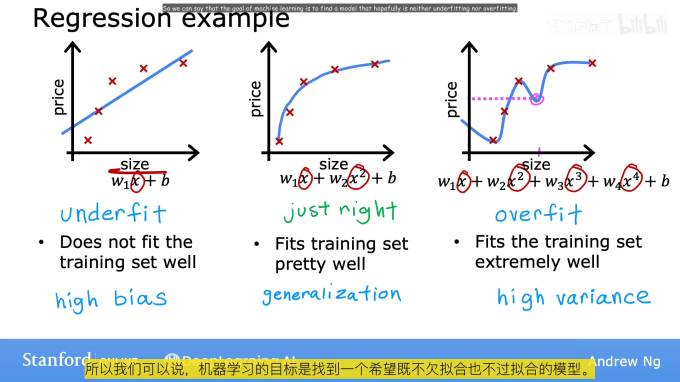 So we can say that the goal of machine learning is to find a model that hopefully is neither underfitting nor overfitting.
Regression example
bilibili
price
size
w₁x + b
underfit
• Does not fit the
training set well
high bias
price
size
w₁x + w₂x² + b
just right
• Fits training set
pretty well
generalization
price
size
w₁x + w₂x² + w₃x³ + w₄x⁴ + b
overfit
• Fits the training set
extremely well
high variance
Stanford
Andrew Ng
所以我们可以说，机器学习的目标是找到一个希望既不欠拟合也不过拟合的模型。